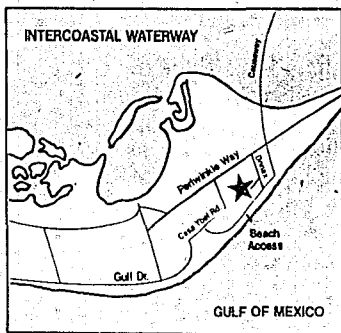 INTERCOASTAL WATERWAY
Causeway
Periwinkle Way
Donax
Casa Ybel Rd.
Beach
Access
Gulf Dr.
GULF OF MEXICO